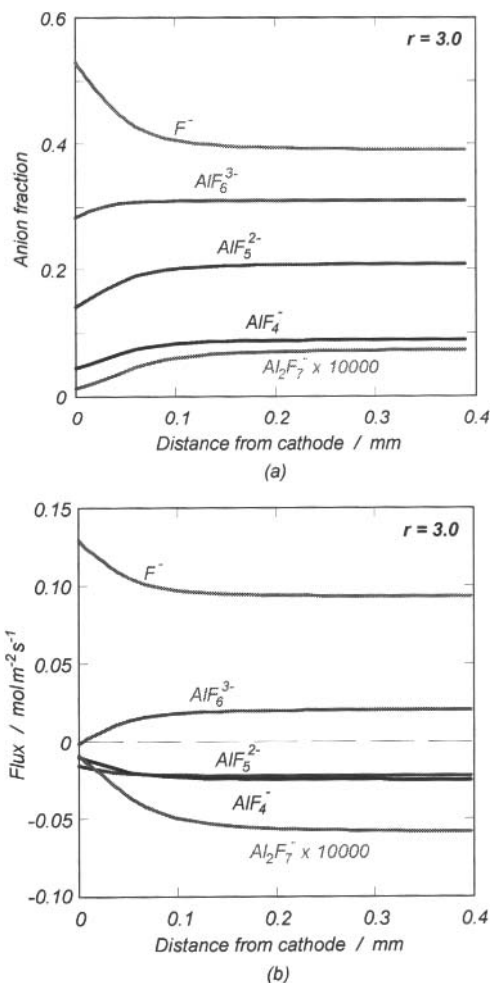 0.6
r = 3.0
F⁻
0.4
AlF₆³⁻
AlF₅²⁻
0.2
AlF₄⁻
Al₂F₇⁻ x 10000
0
0 0.1 0.2 0.3 0.4
Anion fraction
Distance from cathode / mm
(a)
0.15
r = 3.0
F⁻
0.10
0.05
AlF₆³⁻
0
AlF₅²⁻
AlF₄⁻
-0.05
Al₂F₇⁻ x 10000
-0.10
0 0.1 0.2 0.3 0.4
Flux / mol m⁻² s⁻¹
Distance from cathode / mm
(b)